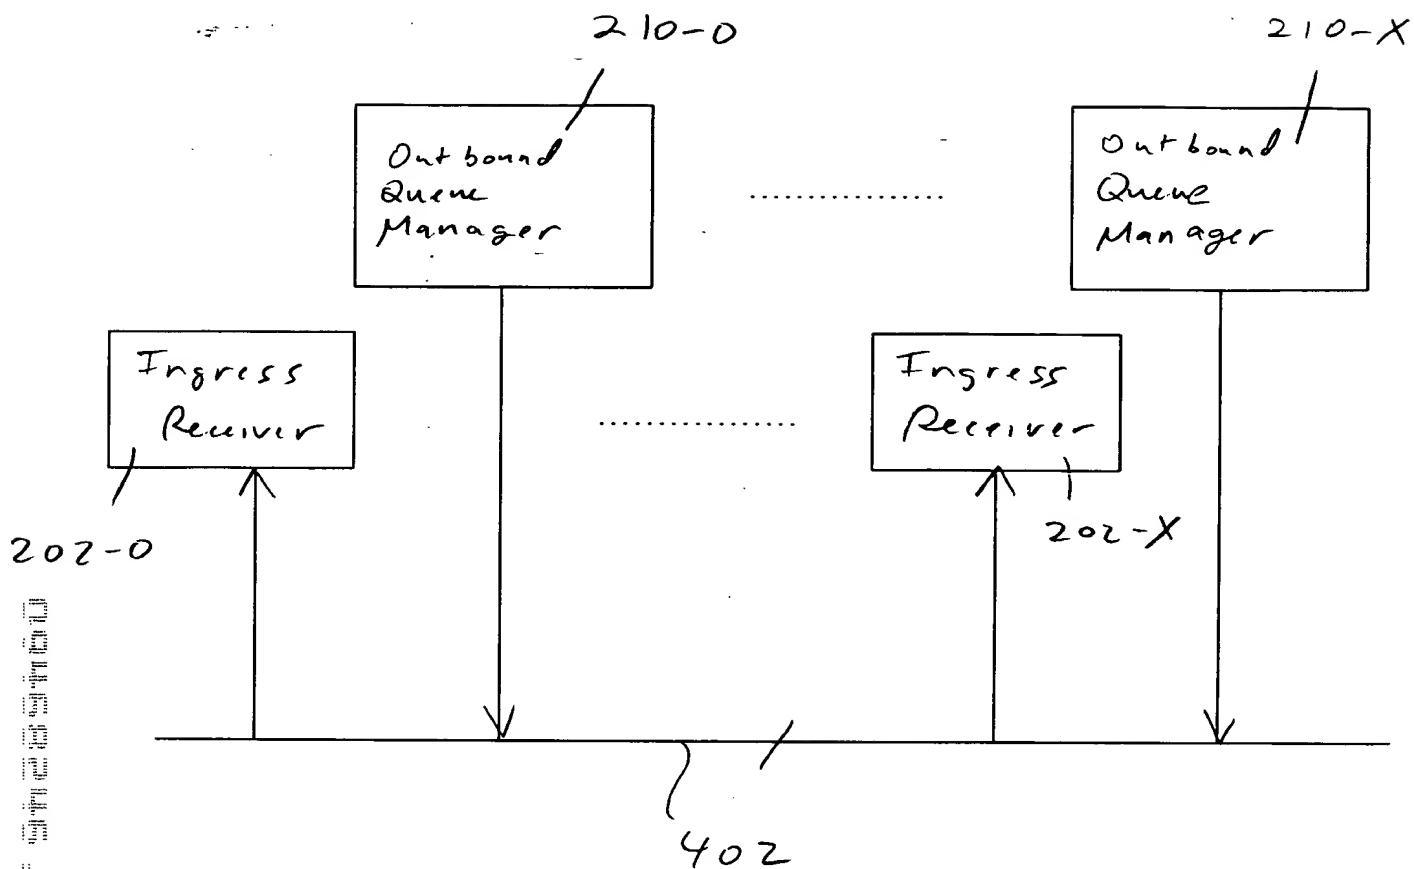 210-0
210-X
Outbound
Queue
Manager
Outbound
Queue
Manager
Ingress
Receiver
Ingress
Receiver
202-0
202-X
402